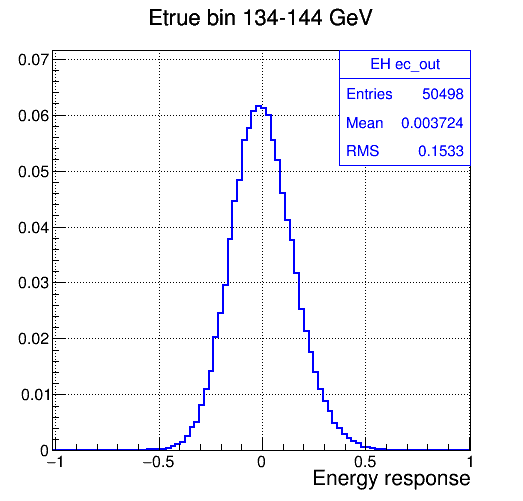 Etrue bin 134-144 GeV
EH ec_out
Entries 50498
Mean 0.003724
RMS 0.1533
0.07
0.06
0.05
0.04
0.03
0.02
0.01
0
−1 −0.5 0 0.5 1
Energy response